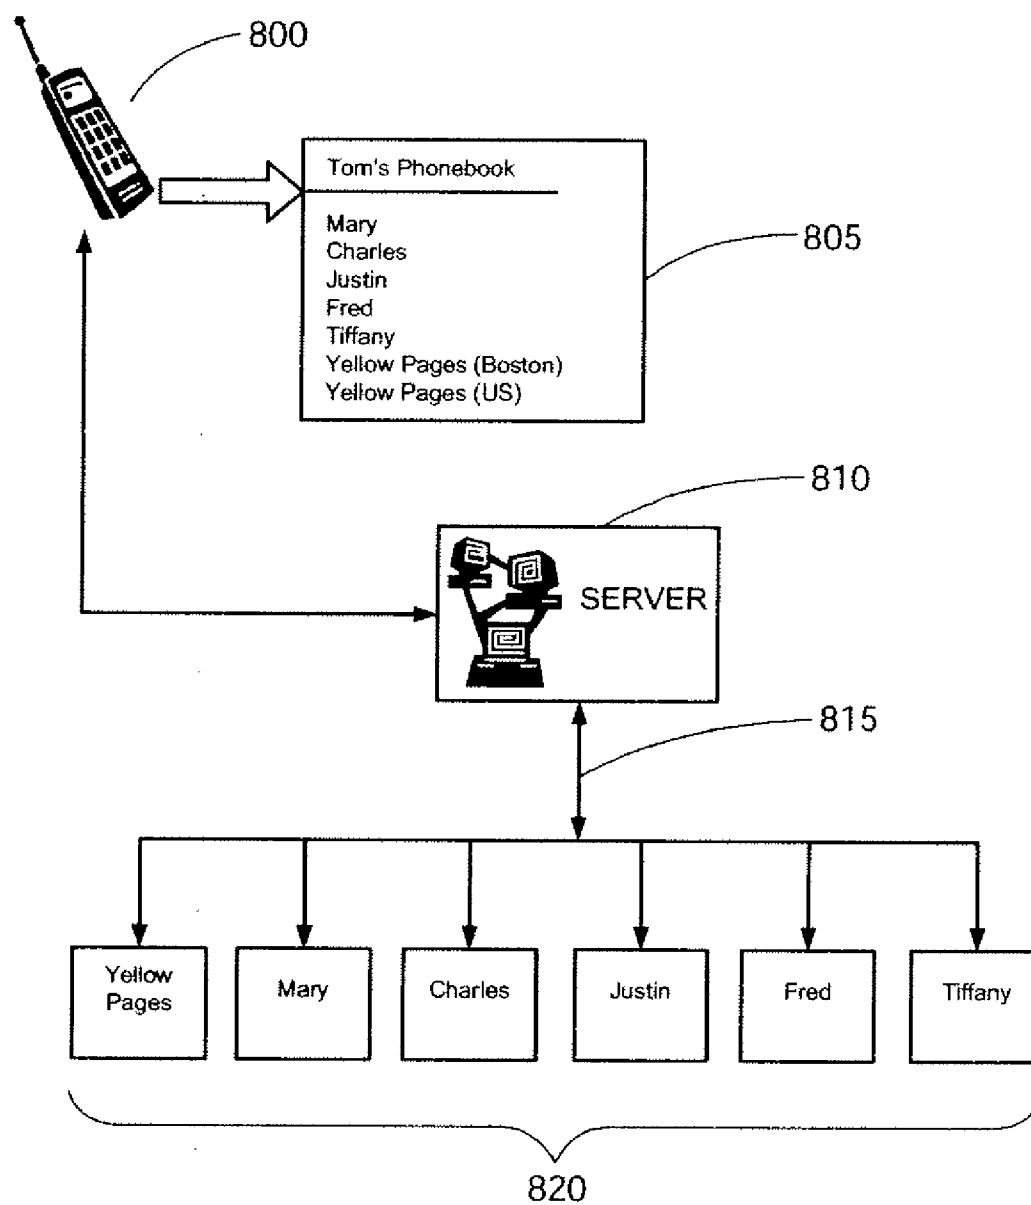 800
Tom's Phonebook
Mary
Charles
Justin
Fred
Tiffany
Yellow Pages (Boston)
Yellow Pages (US)
805
810
SERVER
815
Yellow
Pages
Mary
Charles
Justin
Fred
Tiffany
820